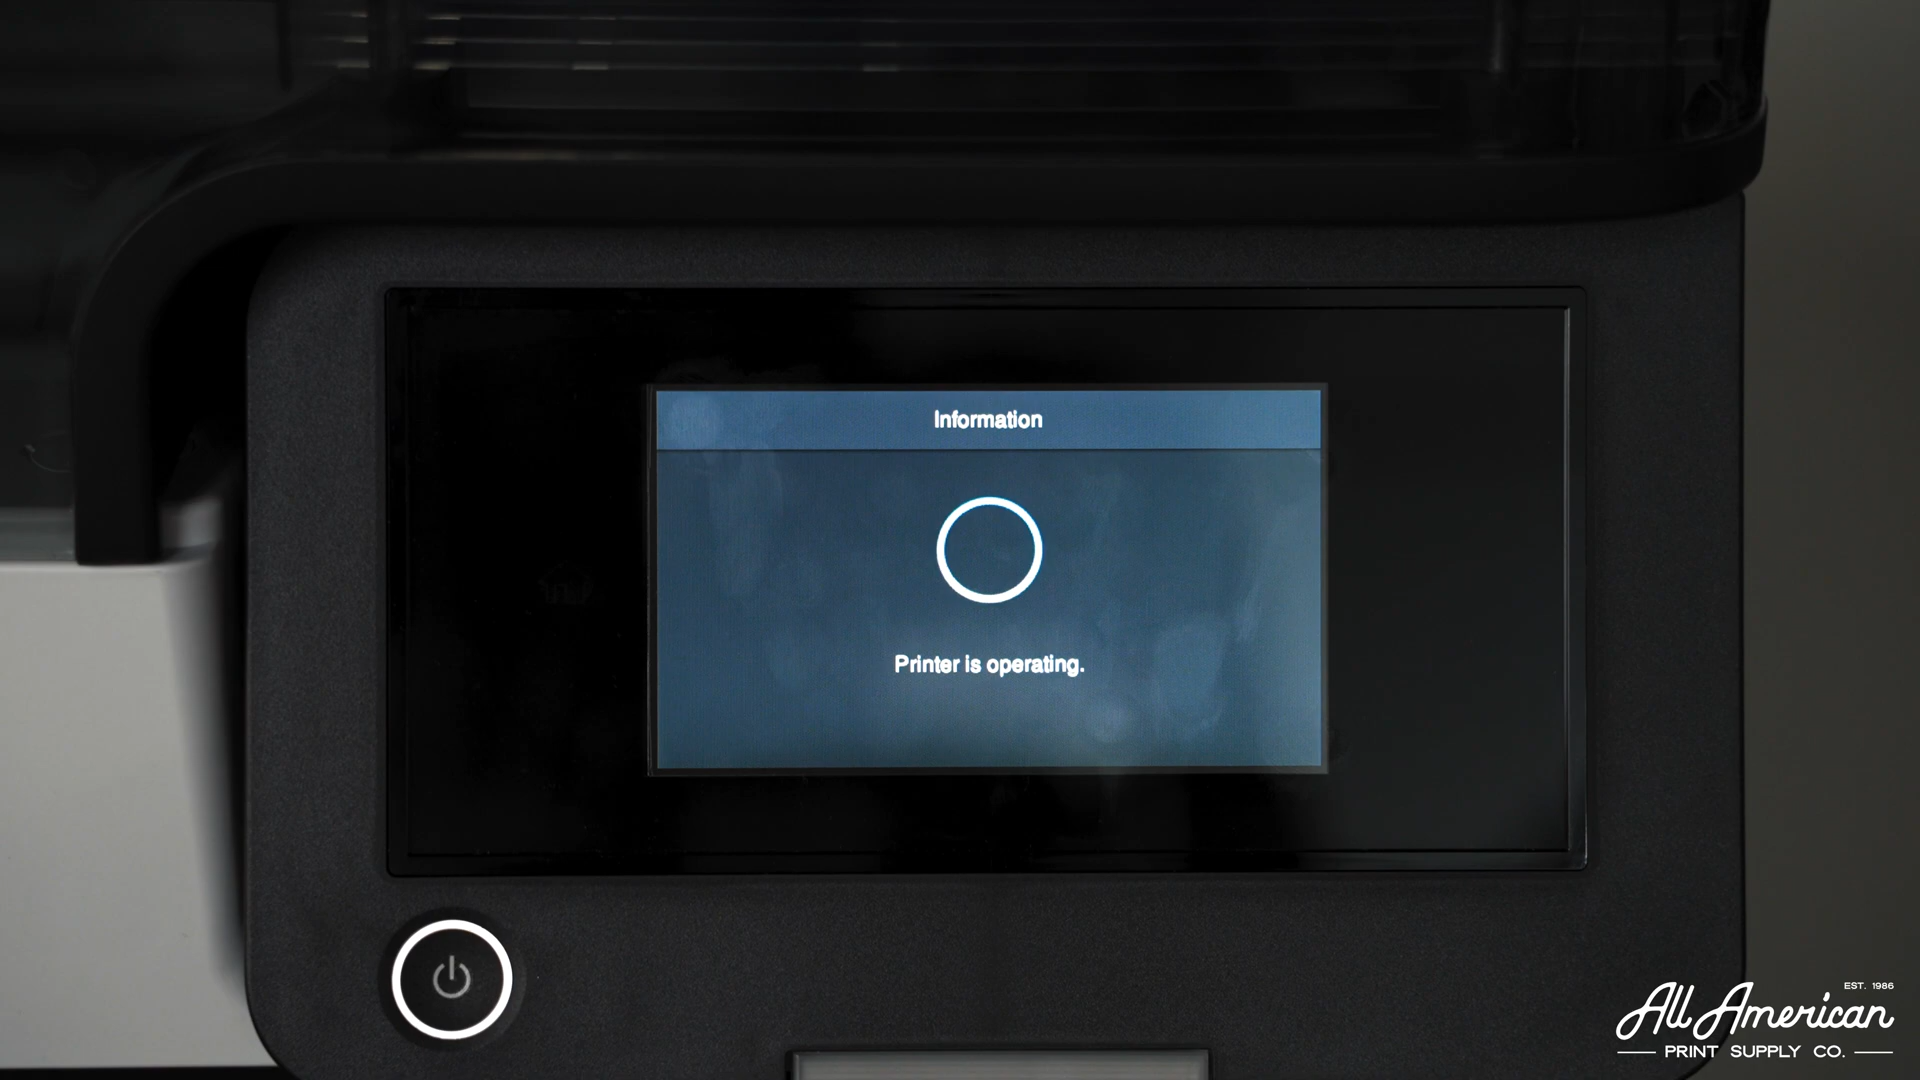 Information
Printer is operating.
EST. 1986
All American
PRINT SUPPLY CO.